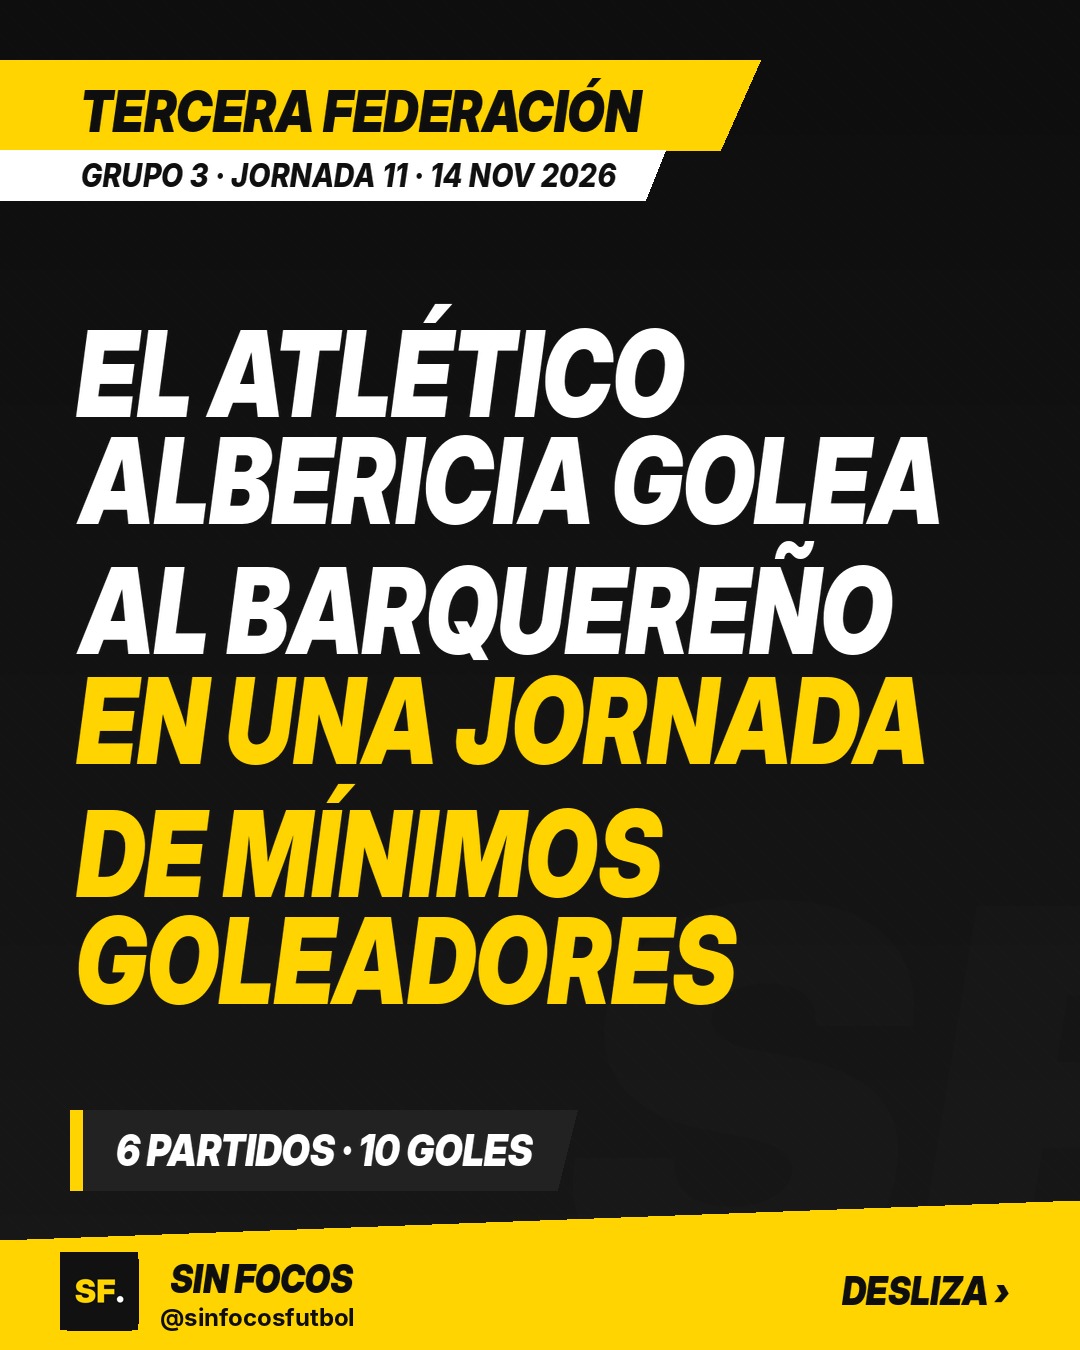 TERCERA FEDERACIÓN
GRUPO 3 · JORNADA 11 · 14 NOV 2026
EL ATLÉTICO
ALBERICIA GOLEA
AL BARQUEREÑO
EN UNA JORNADA
DE MÍNIMOS
GOLEADORES
6 PARTIDOS · 10 GOLES
SF.
SIN FOCOS
@sinfocosfutbol
DESLIZA ›